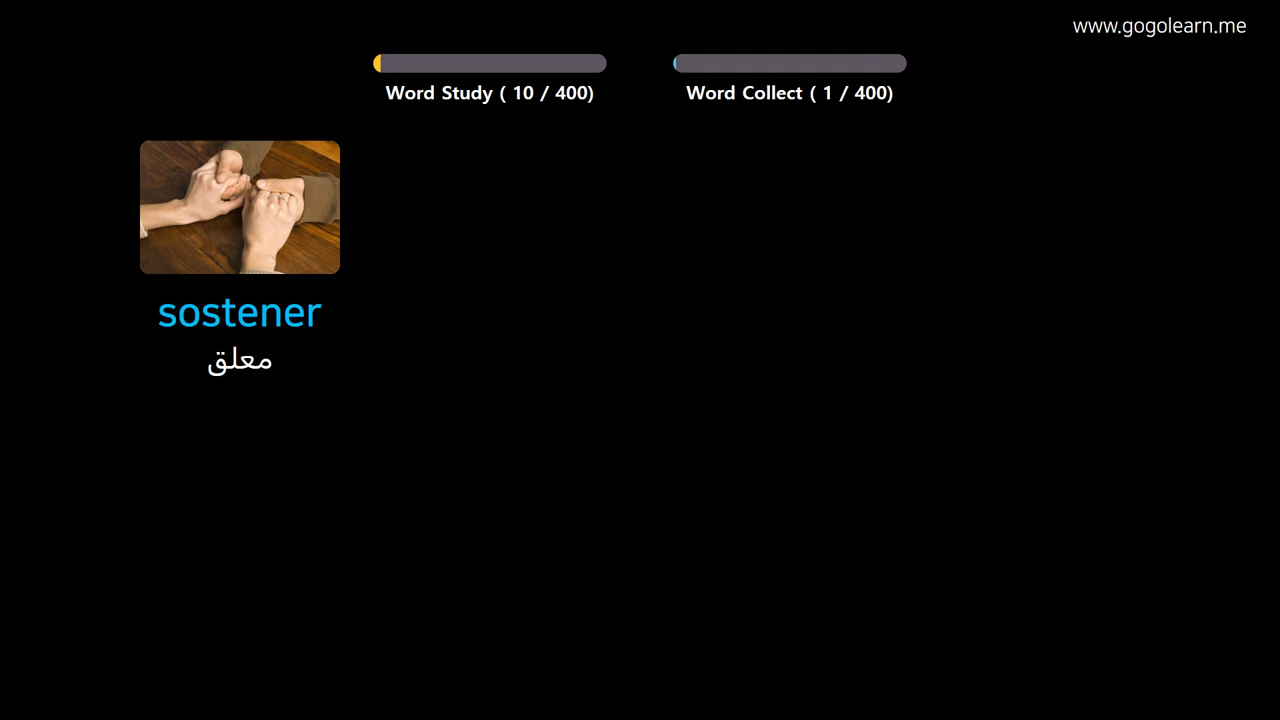 www.gogolearn.me
Word Study ( 10 / 400)
Word Collect ( 1 / 400)
sostener
معلق